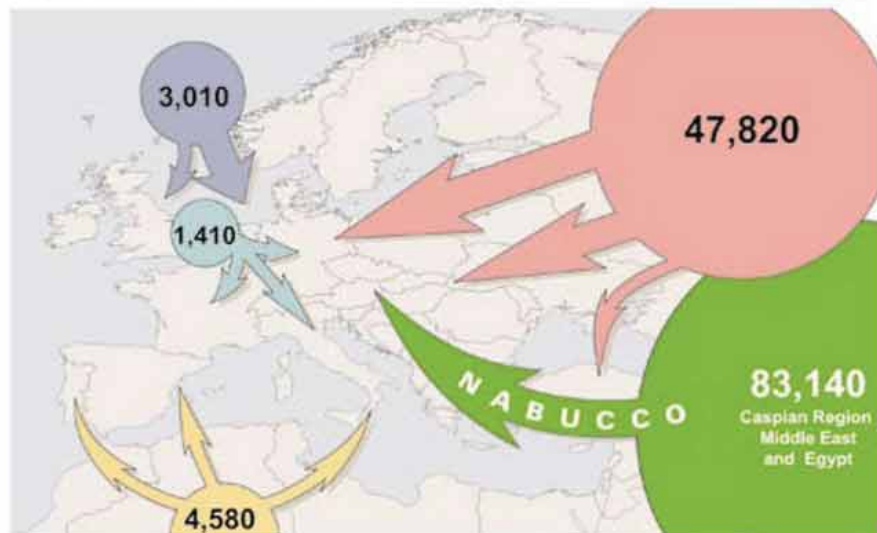 3,010
47,820
1,410
NABUCCO
83,140
Caspian Region
Middle East
and Egypt
4,580